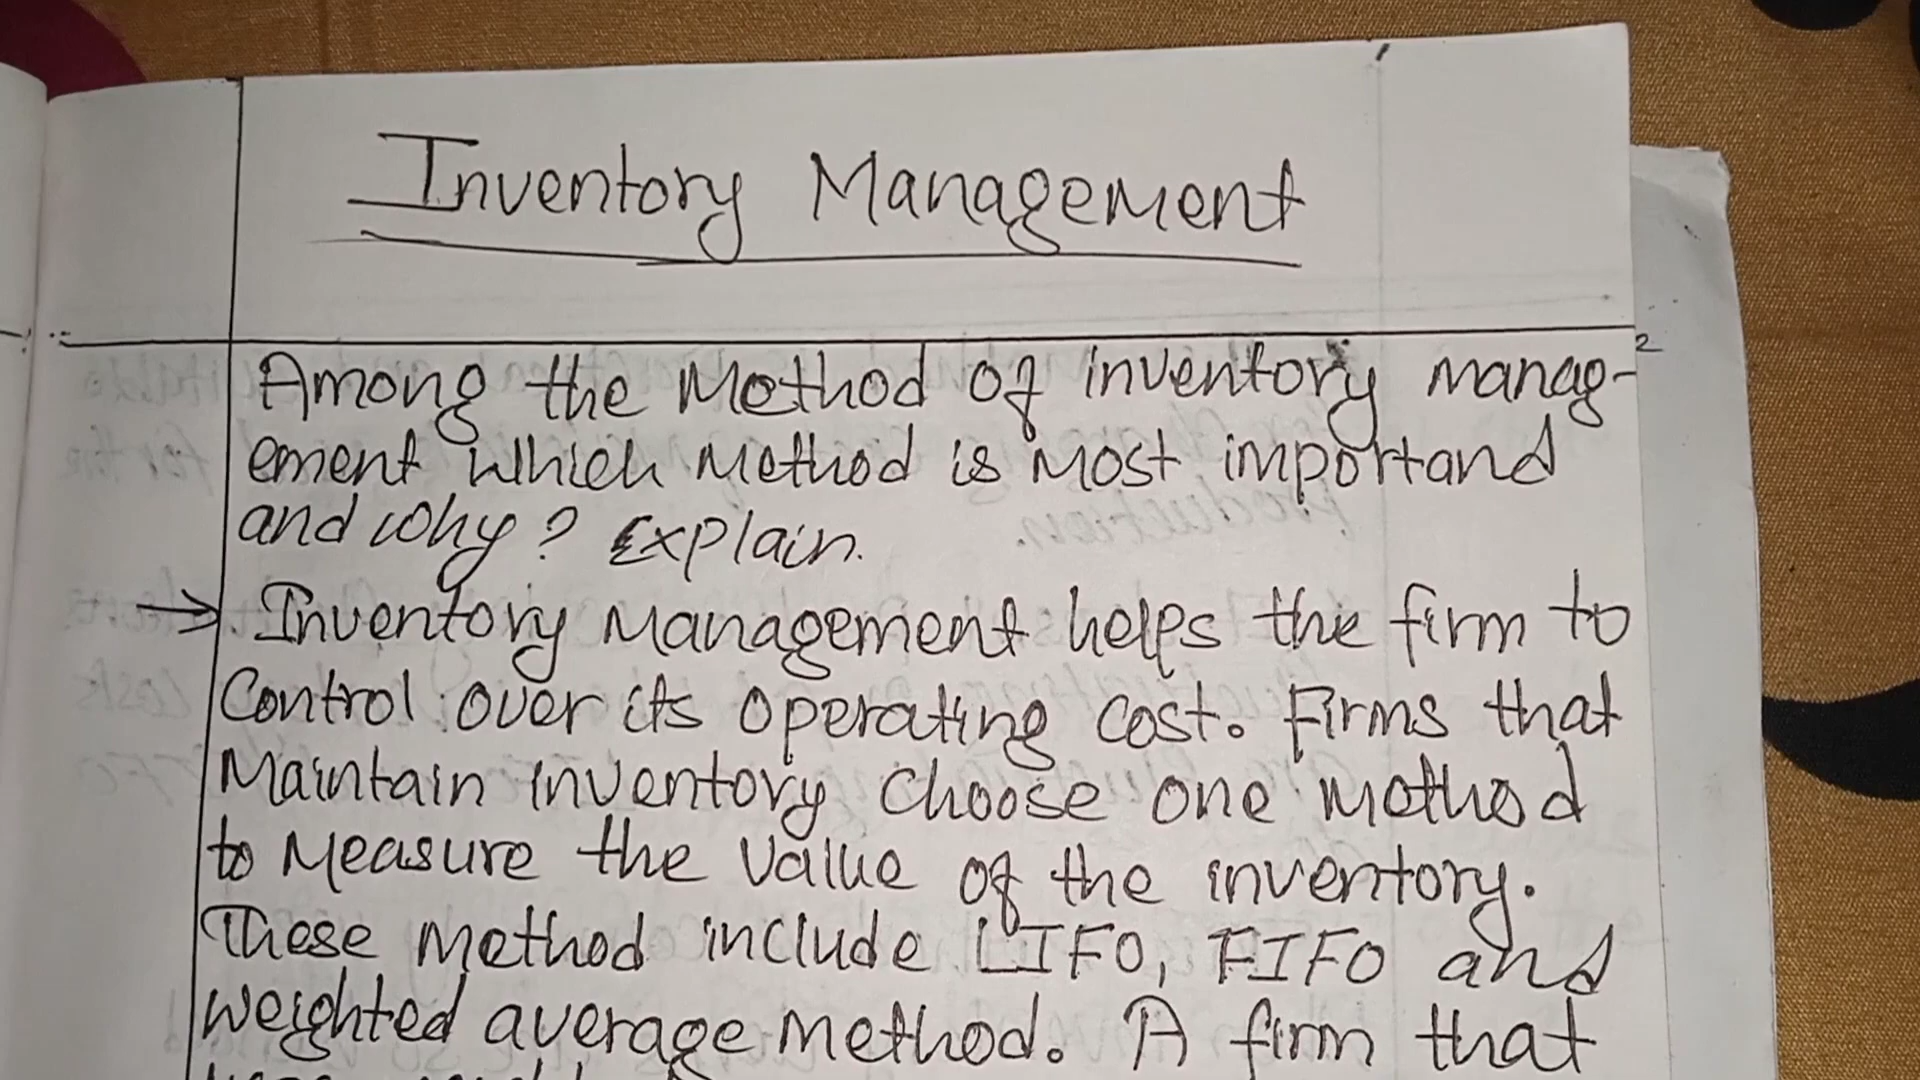 Inventory Management
Among the Method of inventory manag-
ement which Method is Most importand
and why? Explain.
→ Inventory Management helps the firm to
Control over its operating cost. Firms that
Maintain inventory choose one method
to Measure the value of the inventory.
These Method include LIFO, FIFO and
weighted average method. A firm that